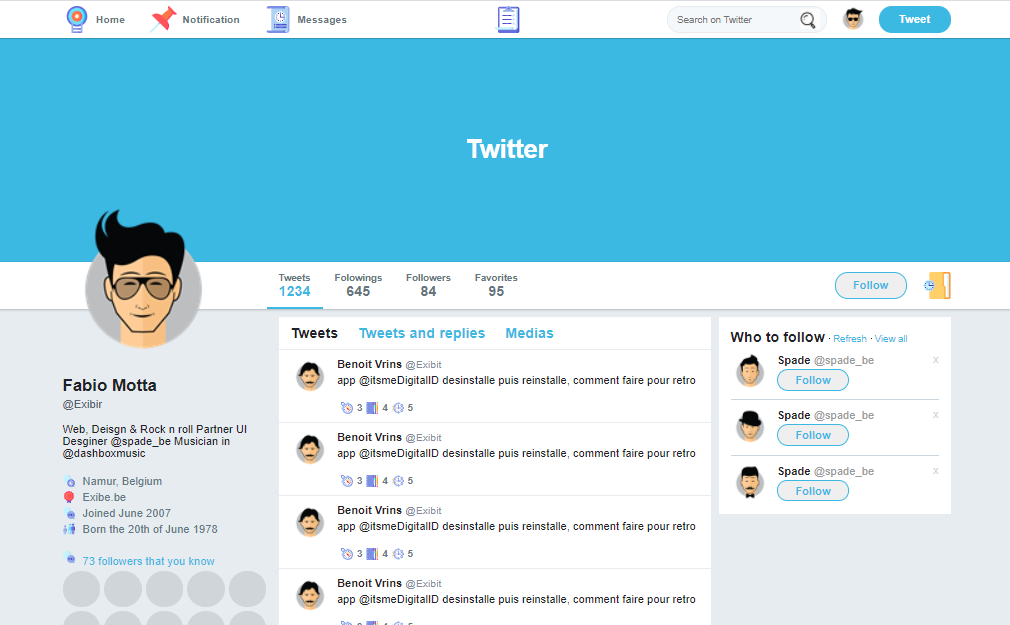 Home Notification Messages Search on Twitter Tweet
Twitter
Tweets Folowings Followers Favorites
1234 645 84 95
Follow
Fabio Motta
@Exibir
Web, Deisgn & Rock n roll Partner UI
Desginer @spade_be Musician in
@dashboxmusic
Namur, Belgium
Exibe.be
Joined June 2007
Born the 20th of June 1978
73 followers that you know
Tweets Tweets and replies Medias
Benoit Vrins @Exibit
app @itsmeDigitalID desinstalle puis reinstalle, comment faire pour retro
3 4 5
Benoit Vrins @Exibit
app @itsmeDigitalID desinstalle puis reinstalle, comment faire pour retro
3 4 5
Benoit Vrins @Exibit
app @itsmeDigitalID desinstalle puis reinstalle, comment faire pour retro
3 4 5
Benoit Vrins @Exibit
app @itsmeDigitalID desinstalle puis reinstalle, comment faire pour retro
3 4 5
Who to follow · Refresh · View all
Spade @spade_be x
Follow
Spade @spade_be x
Follow
Spade @spade_be x
Follow